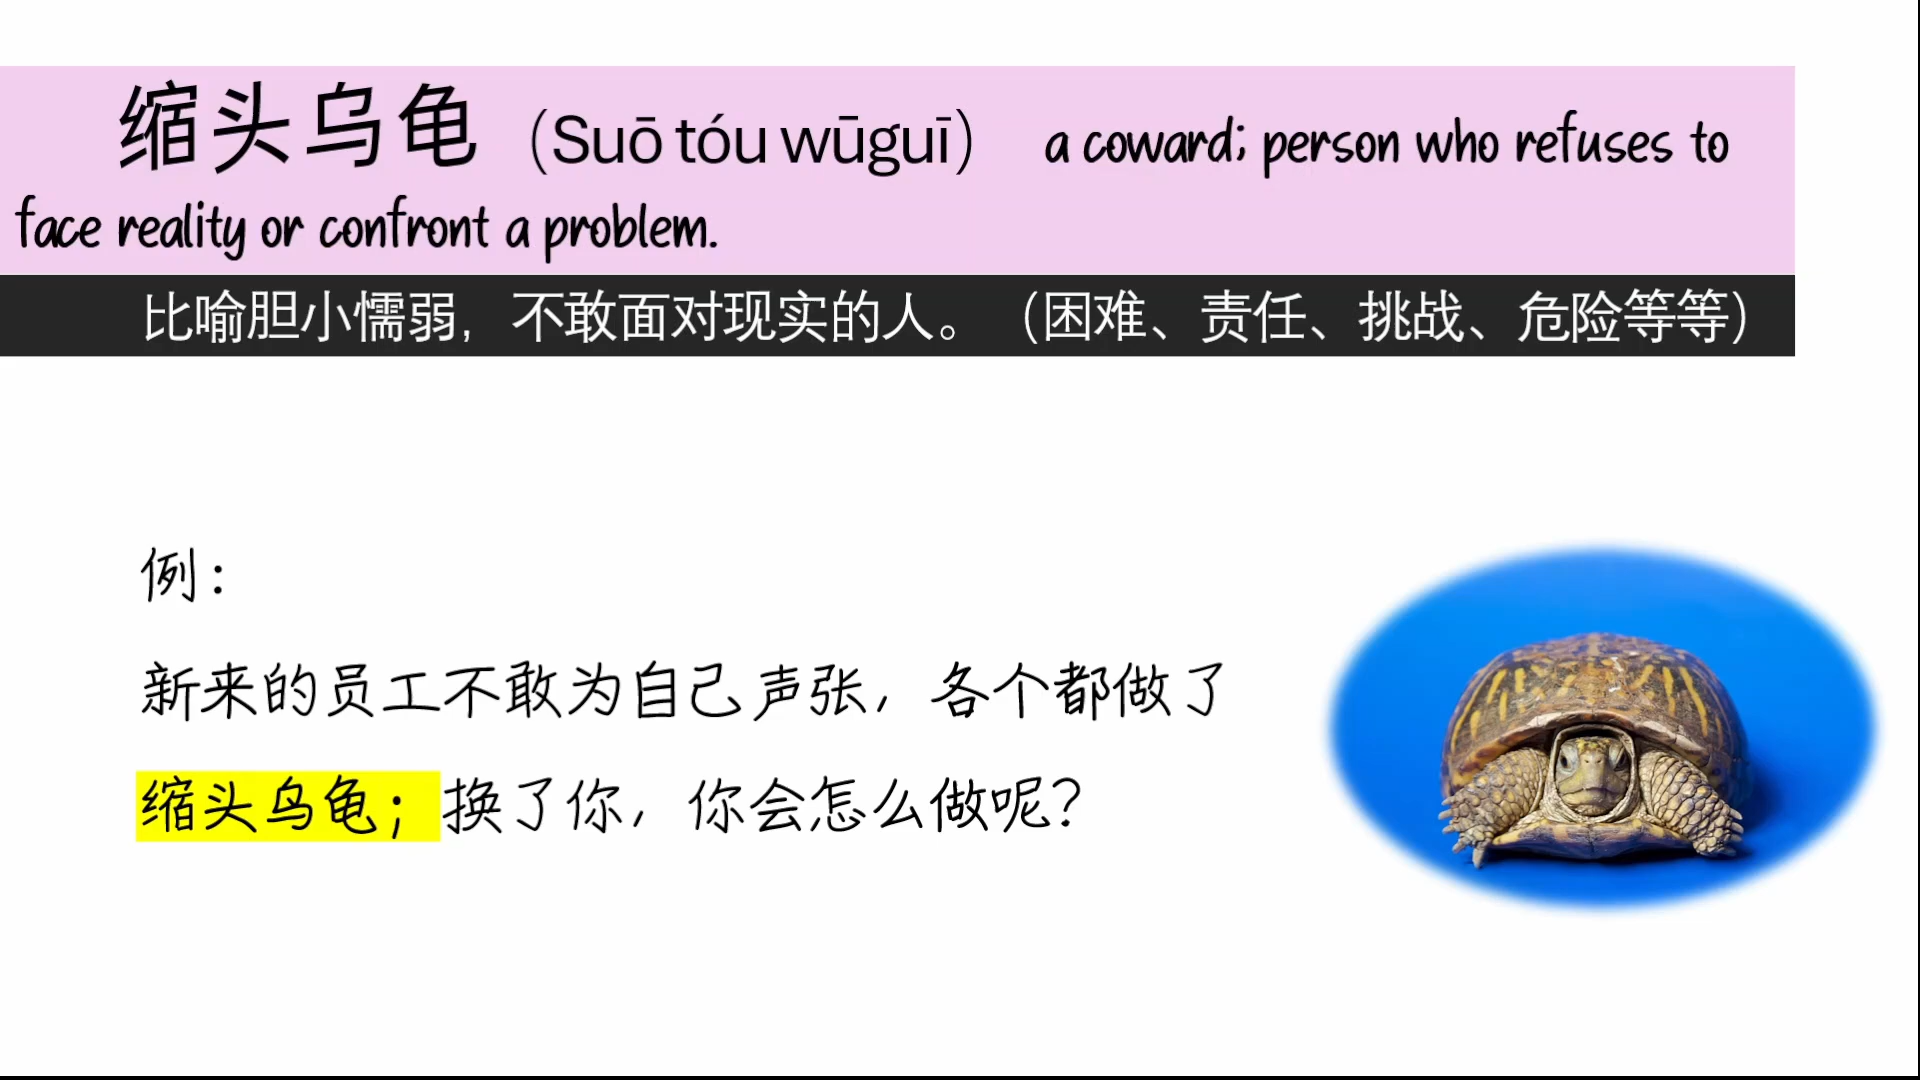 缩头乌龟（Suō tóu wūguī） a coward; person who refuses to
face reality or confront a problem.
比喻胆小懦弱，不敢面对现实的人。（困难、责任、挑战、危险等等）
例：
新来的员工不敢为自己声张，各个都做了
缩头鸟龟；换了你，你会怎么做呢？